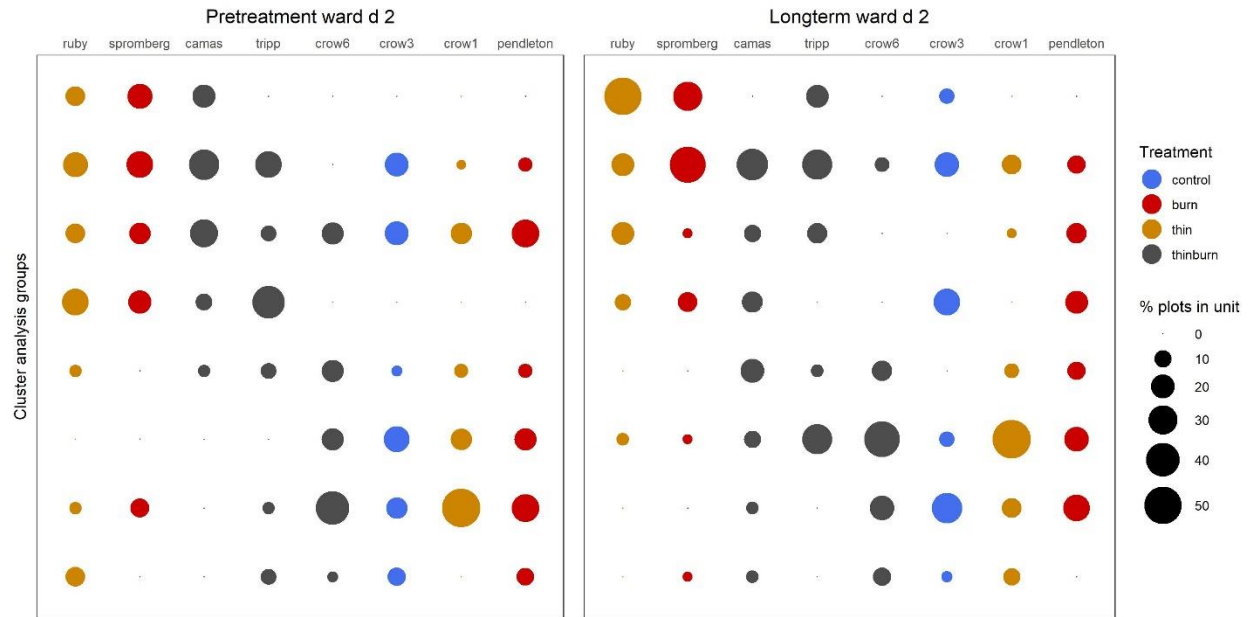 Pretreatment ward d 2
Longterm ward d 2
ruby spromberg camas tripp crow6 crow3 crow1 pendleton
ruby spromberg camas tripp crow6 crow3 crow1 pendleton
Cluster analysis groups
Treatment
control
burn
thin
thinburn
% plots in unit
0
10
20
30
40
50